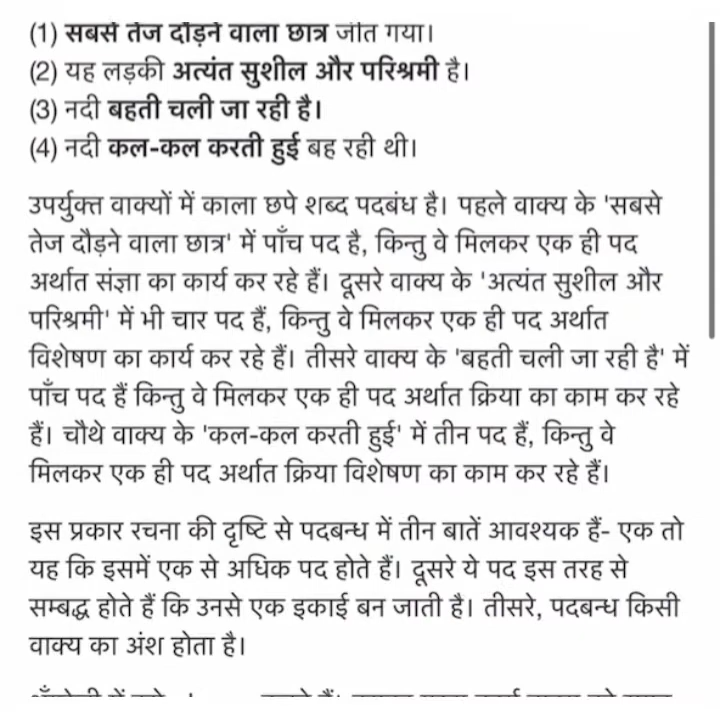 (1) सबसे तेज दौड़ने वाला छात्र जीत गया।
(2) यह लड़की अत्यंत सुशील और परिश्रमी है।
(3) नदी बहती चली जा रही है।
(4) नदी कल-कल करती हुई बह रही थी।
उपर्युक्त वाक्यों में काला छपे शब्द पदबंध है। पहले वाक्य के 'सबसे
तेज दौड़ने वाला छात्र' में पाँच पद है, किन्तु वे मिलकर एक ही पद
अर्थात संज्ञा का कार्य कर रहे हैं। दूसरे वाक्य के 'अत्यंत सुशील और
परिश्रमी' में भी चार पद हैं, किन्तु वे मिलकर एक ही पद अर्थात
विशेषण का कार्य कर रहे हैं। तीसरे वाक्य के 'बहती चली जा रही है' में
पाँच पद हैं किन्तु वे मिलकर एक ही पद अर्थात क्रिया का काम कर रहे
हैं। चौथे वाक्य के 'कल-कल करती हुई' में तीन पद हैं, किन्तु वे
मिलकर एक ही पद अर्थात क्रिया विशेषण का काम कर रहे हैं।
इस प्रकार रचना की दृष्टि से पदबन्ध में तीन बातें आवश्यक हैं- एक तो
यह कि इसमें एक से अधिक पद होते हैं। दूसरे ये पद इस तरह से
सम्बद्ध होते हैं कि उनसे एक इकाई बन जाती है। तीसरे, पदबन्ध किसी
वाक्य का अंश होता है।